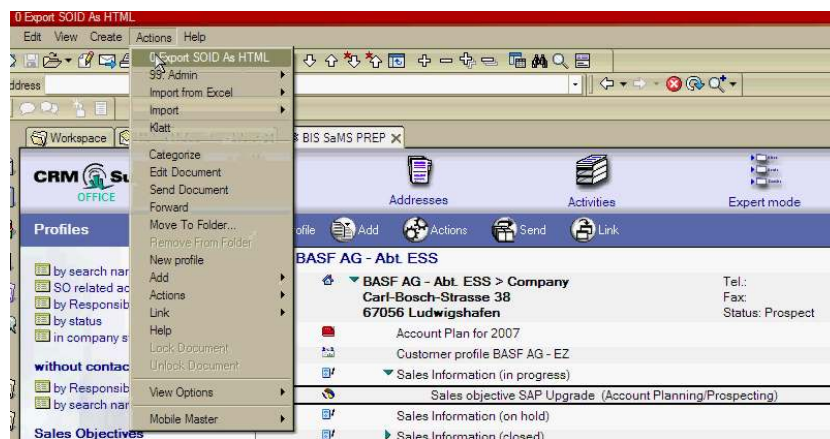 0 Export SOID As HTML
Edit View Create Actions Help
0 Export SOID As HTML
99. Admin
Import from Excel
Import
Klatt
Categorize
Edit Document
Send Document
Forward
Move To Folder...
Remove From Folder
New profile
Add
Actions
Link
Help
Lock Document
Unlock Document
View Options
Mobile Master
ddress
Workspace
BIS SaMS PREP
CRM Su
OFFICE
Addresses
Activities
Expert mode
Profiles
ofile Add Actions Send Link
by search nar
SO related ac
by Responsib
by status
in company s
without contac
by Responsib
by search nar
Sales Objectives
BASF AG - Abt. ESS
BASF AG - Abt. ESS > Company
Carl-Bosch-Strasse 38
67056 Ludwigshafen
Tel.:
Fax:
Status: Prospect
Account Plan for 2007
Customer profile BASF AG - EZ
Sales Information (in progress)
Sales objective SAP Upgrade (Account Planning/Prospecting)
Sales Information (on hold)
Sales Information (closed)